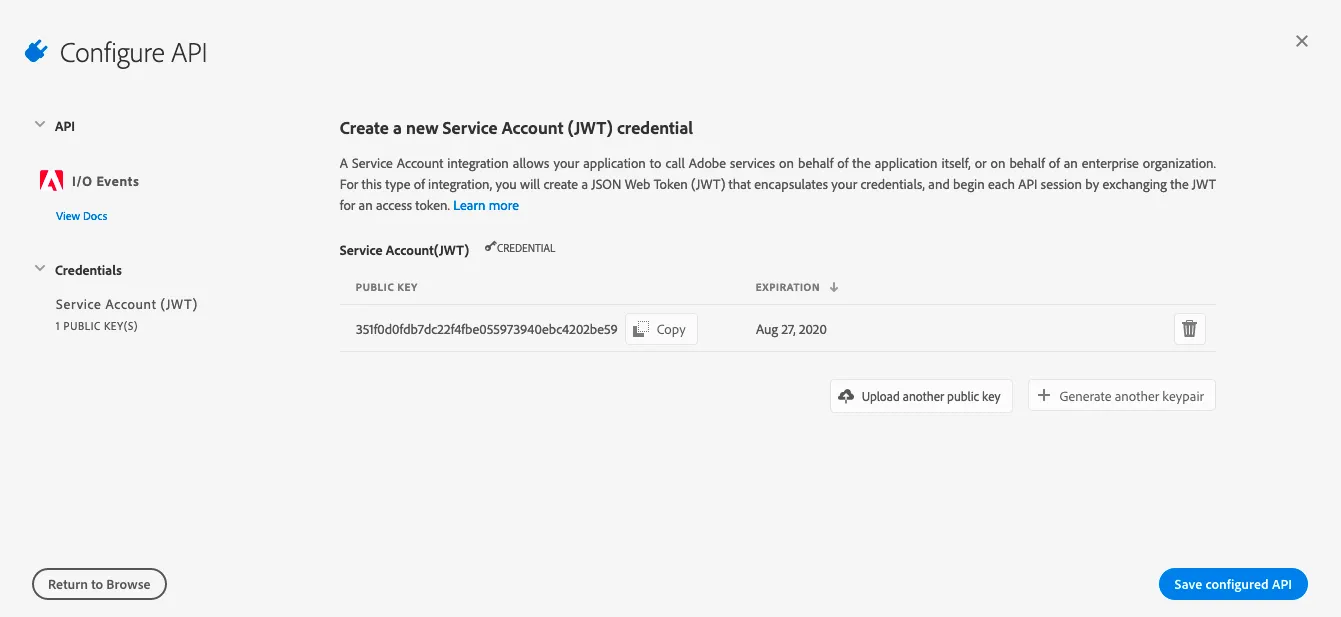 Configure API
API
I/O Events
View Docs
Credentials
Service Account (JWT)
1 PUBLIC KEY(S)
Create a new Service Account (JWT) credential
A Service Account integration allows your application to call Adobe services on behalf of the application itself, or on behalf of an enterprise organization.
For this type of integration, you will create a JSON Web Token (JWT) that encapsulates your credentials, and begin each API session by exchanging the JWT
for an access token. Learn more
Service Account(JWT) CREDENTIAL
PUBLIC KEY EXPIRATION
351f0d0fdb7dc22f4fbe055973940ebc4202be59 Copy Aug 27, 2020
Upload another public key Generate another keypair
Return to Browse Save configured API